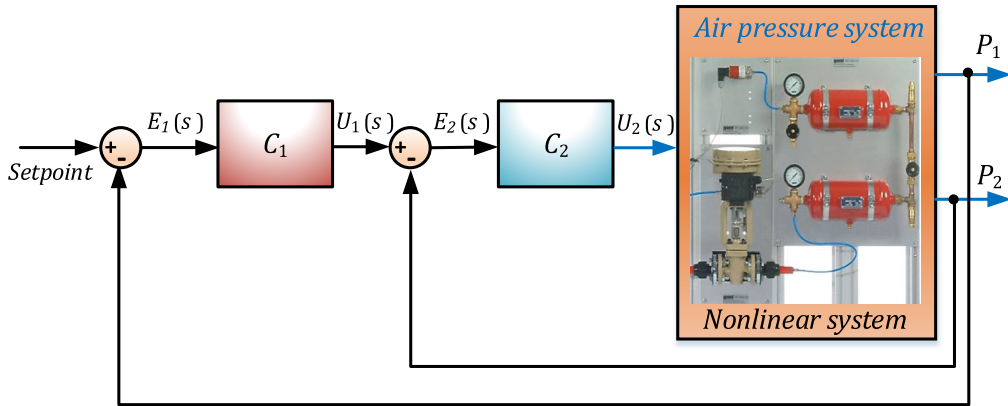 Air pressure system
P₁
E₁(s)
U₁(s)
E₂(s)
U₂(s)
+
-
C₁
+
-
C₂
Setpoint
P₂
Nonlinear system